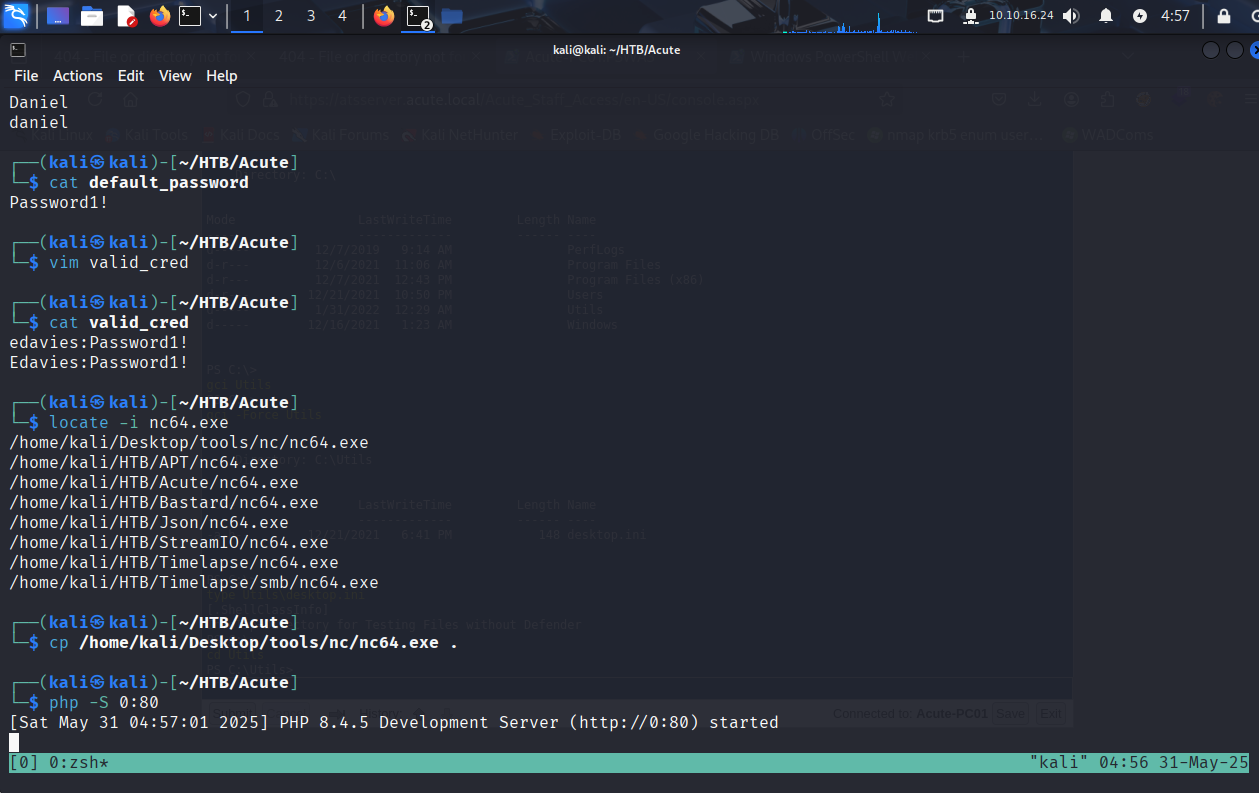 1 2 3 4 2 10.10.16.24 4:57
kali@kali: ~/HTB/Acute
File Actions Edit View Help
Daniel
daniel
┌──(kali㉿kali)-[~/HTB/Acute]
└─$ cat default_password
Password1!
┌──(kali㉿kali)-[~/HTB/Acute]
└─$ vim valid_cred
┌──(kali㉿kali)-[~/HTB/Acute]
└─$ cat valid_cred
edavies:Password1!
Edavies:Password1!
┌──(kali㉿kali)-[~/HTB/Acute]
└─$ locate -i nc64.exe
/home/kali/Desktop/tools/nc/nc64.exe
/home/kali/HTB/APT/nc64.exe
/home/kali/HTB/Acute/nc64.exe
/home/kali/HTB/Bastard/nc64.exe
/home/kali/HTB/Json/nc64.exe
/home/kali/HTB/StreamIO/nc64.exe
/home/kali/HTB/Timelapse/nc64.exe
/home/kali/HTB/Timelapse/smb/nc64.exe
┌──(kali㉿kali)-[~/HTB/Acute]
└─$ cp /home/kali/Desktop/tools/nc/nc64.exe .
┌──(kali㉿kali)-[~/HTB/Acute]
└─$ php -S 0:80
[Sat May 31 04:57:01 2025] PHP 8.4.5 Development Server (http://0:80) started
Connected to: Acute-PC01 Save Exit
[0] 0:zsh* "kali" 04:56 31-May-25